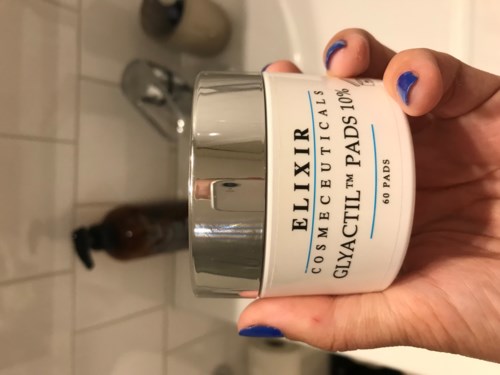 ELIXIR
COSMECEUTICALS
GLYACTIL™ PADS 10%
60 PADS